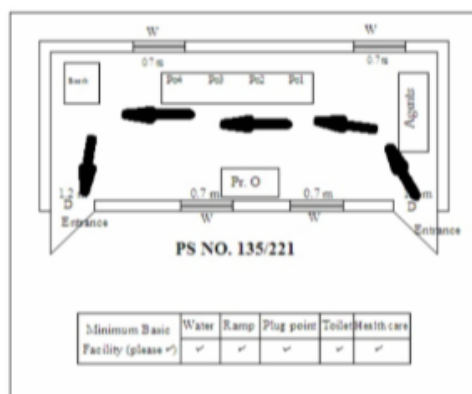 W
W
0.7 m
0.7 m
Booth
Po4 Po3 Po2 Po1
Agents
Pr. O
1.2 m
0.7 m
0.7 m
D
D
W
W
Entrance
Entrance
PS NO. 135/221
Minimum Basic Facility (please ✓)
Water Ramp Plug point Toilet Health care
✓ ✓ ✓ ✓ ✓